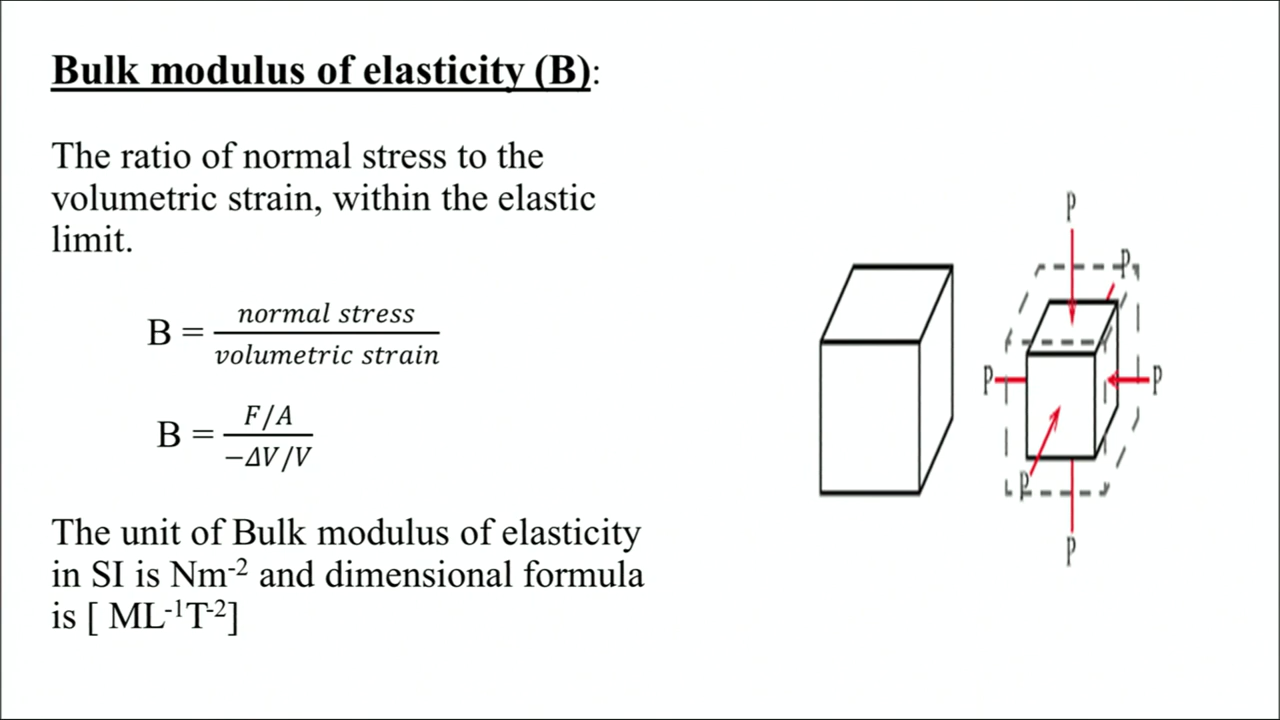 Bulk modulus of elasticity (B):
The ratio of normal stress to the
volumetric strain, within the elastic
limit.
B = normal stress / volumetric strain
B = F/A / −ΔV/V
The unit of Bulk modulus of elasticity
in SI is Nm⁻² and dimensional formula
is [ ML⁻¹T⁻²]
P
P
P
P
P
P